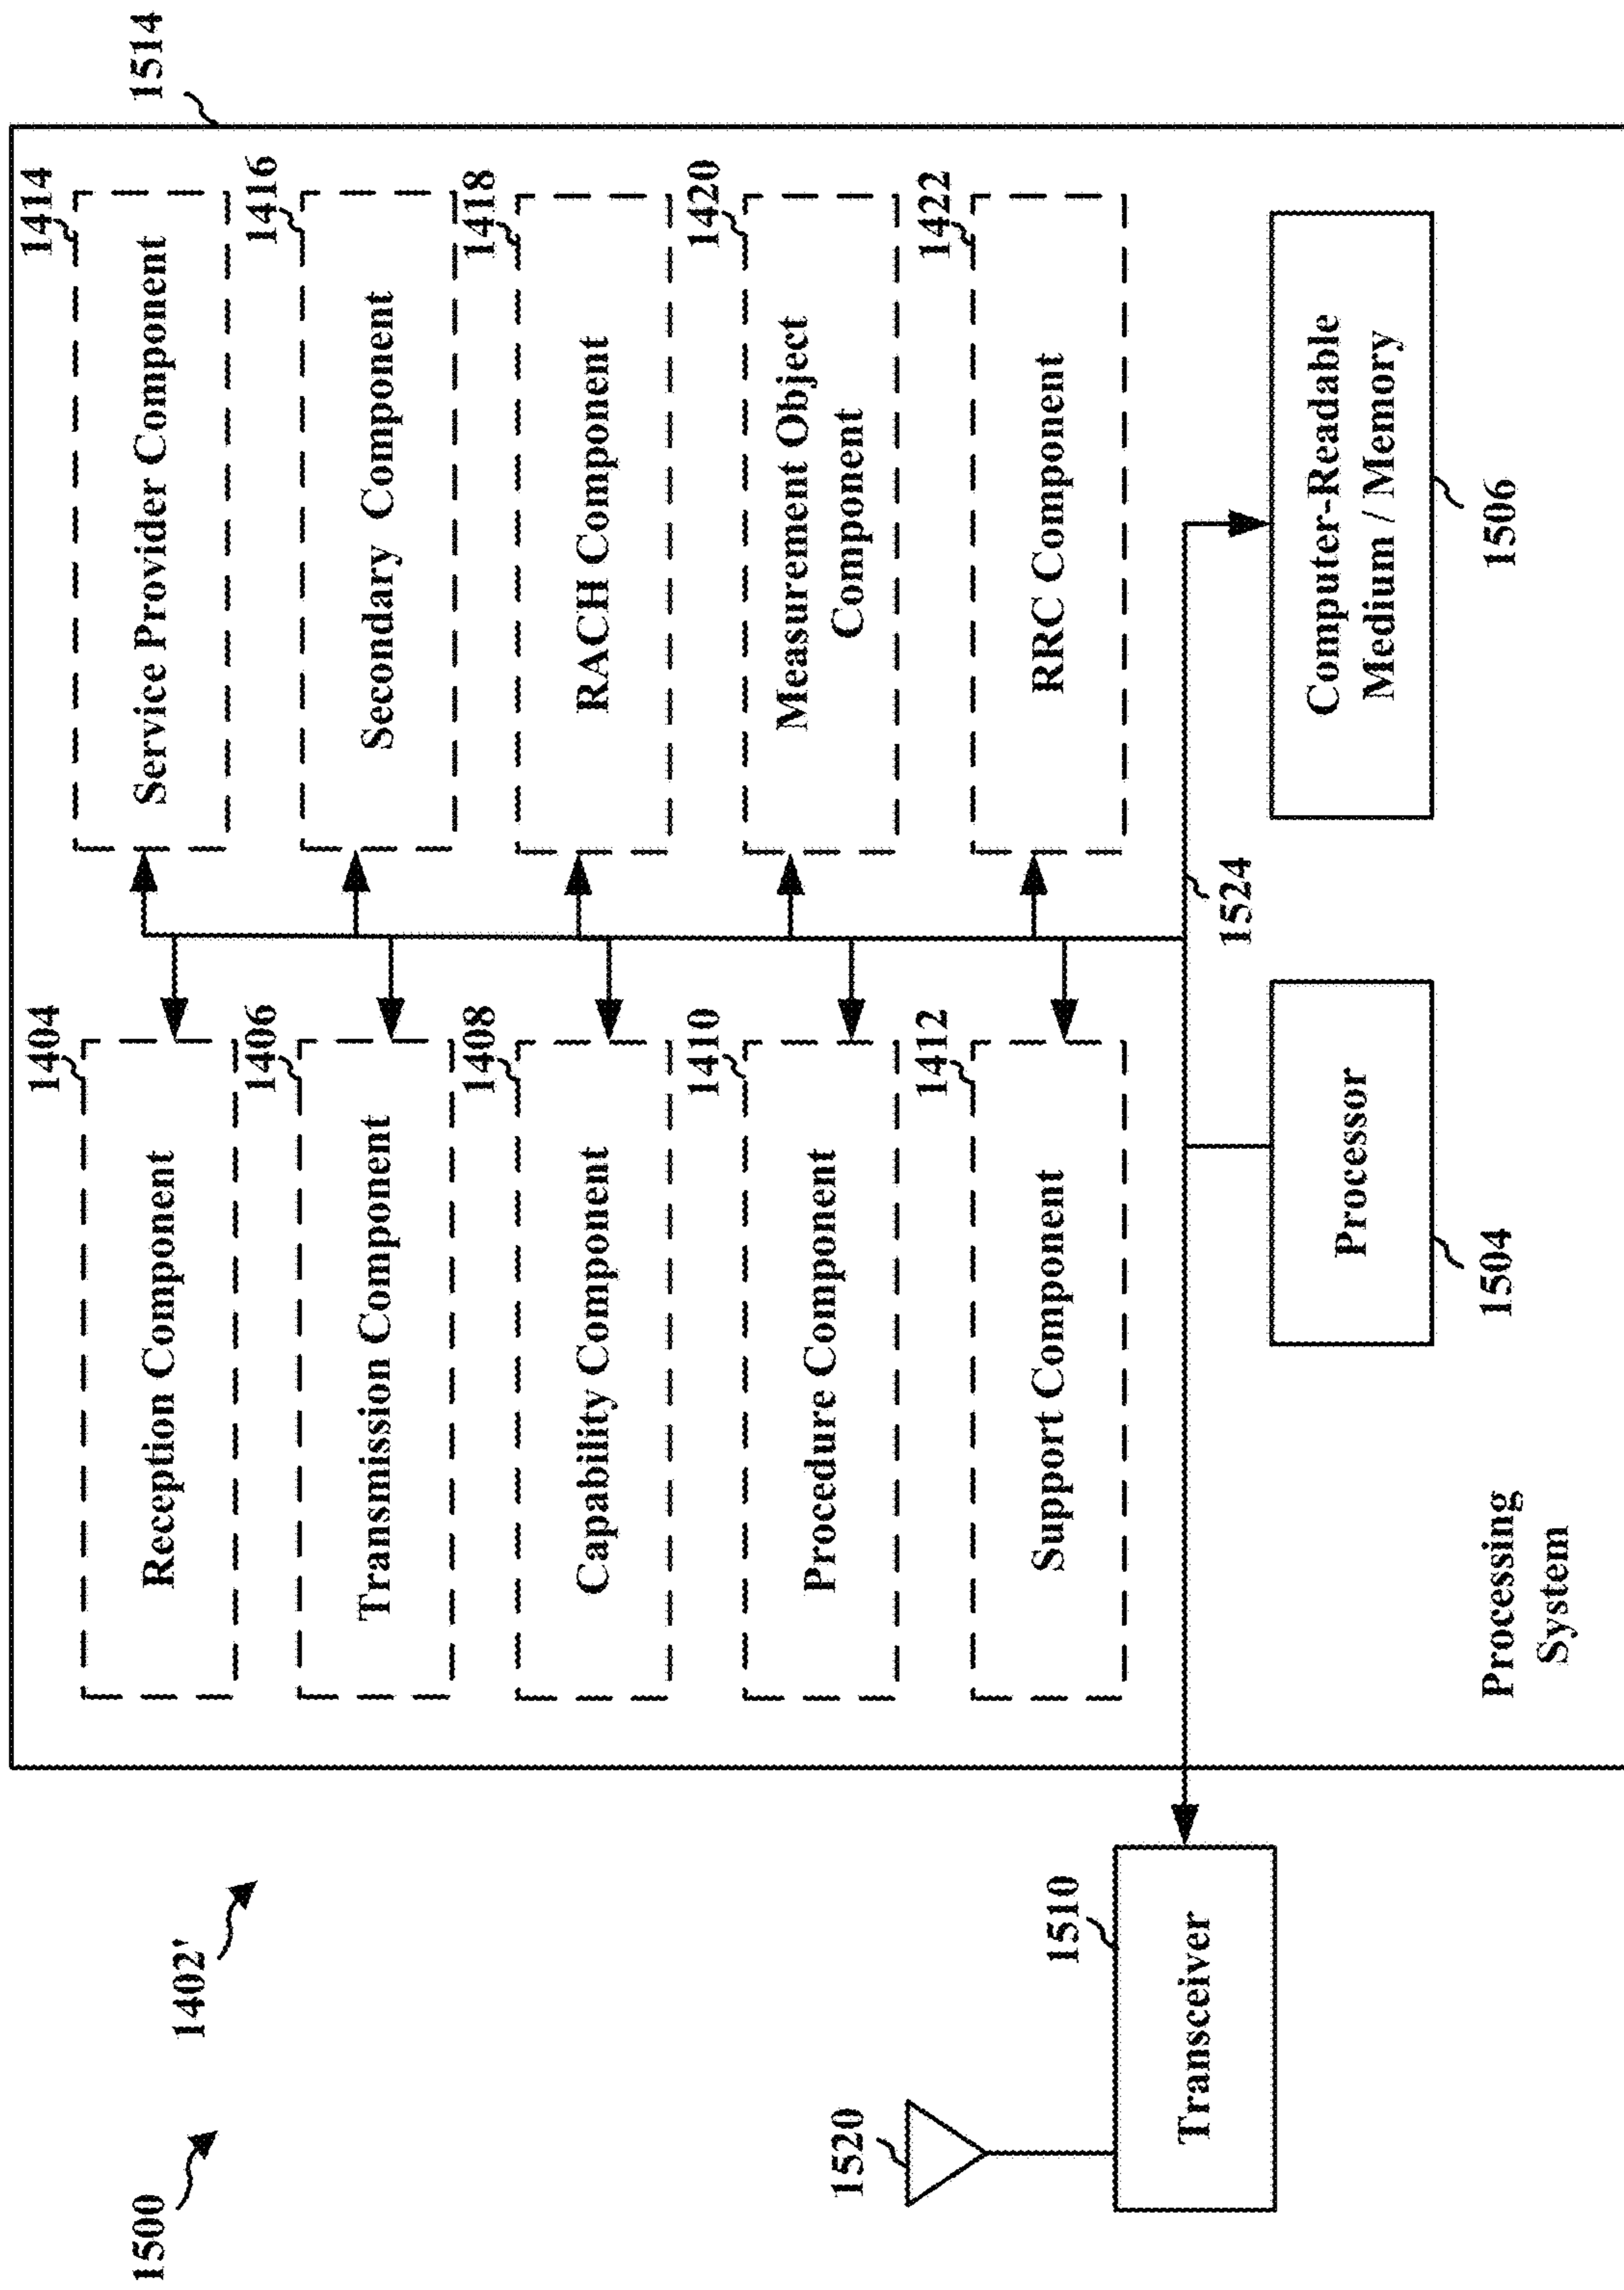 1500
1402'
1514
1404
Reception Component
1414
Service Provider Component
1406
Transmission Component
1416
Secondary Component
1408
Capability Component
1418
RACH Component
1410
Procedure Component
1420
Measurement Object
Component
1412
Support Component
1422
RRC Component
1520
1510
Transceiver
1524
Processor
1504
Computer-Readable
Medium / Memory
1506
Processing
System